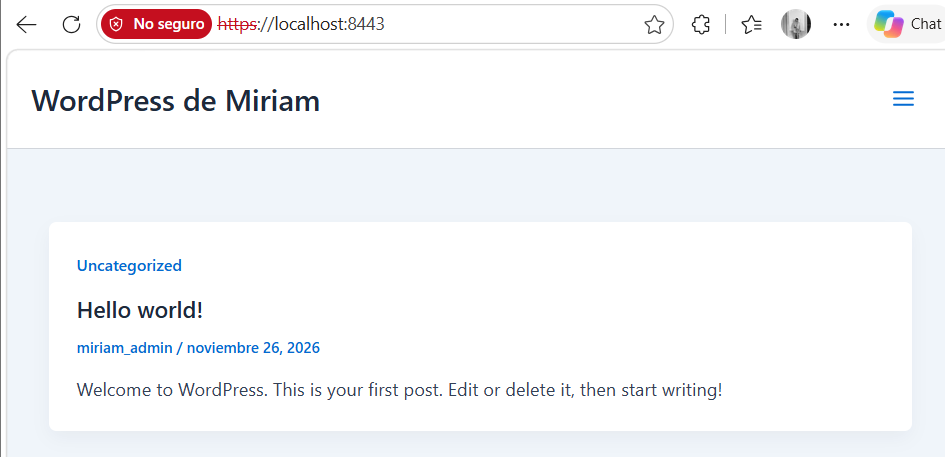 No seguro https://localhost:8443 Chat
WordPress de Miriam
Uncategorized
Hello world!
miriam_admin / noviembre 26, 2026
Welcome to WordPress. This is your first post. Edit or delete it, then start writing!